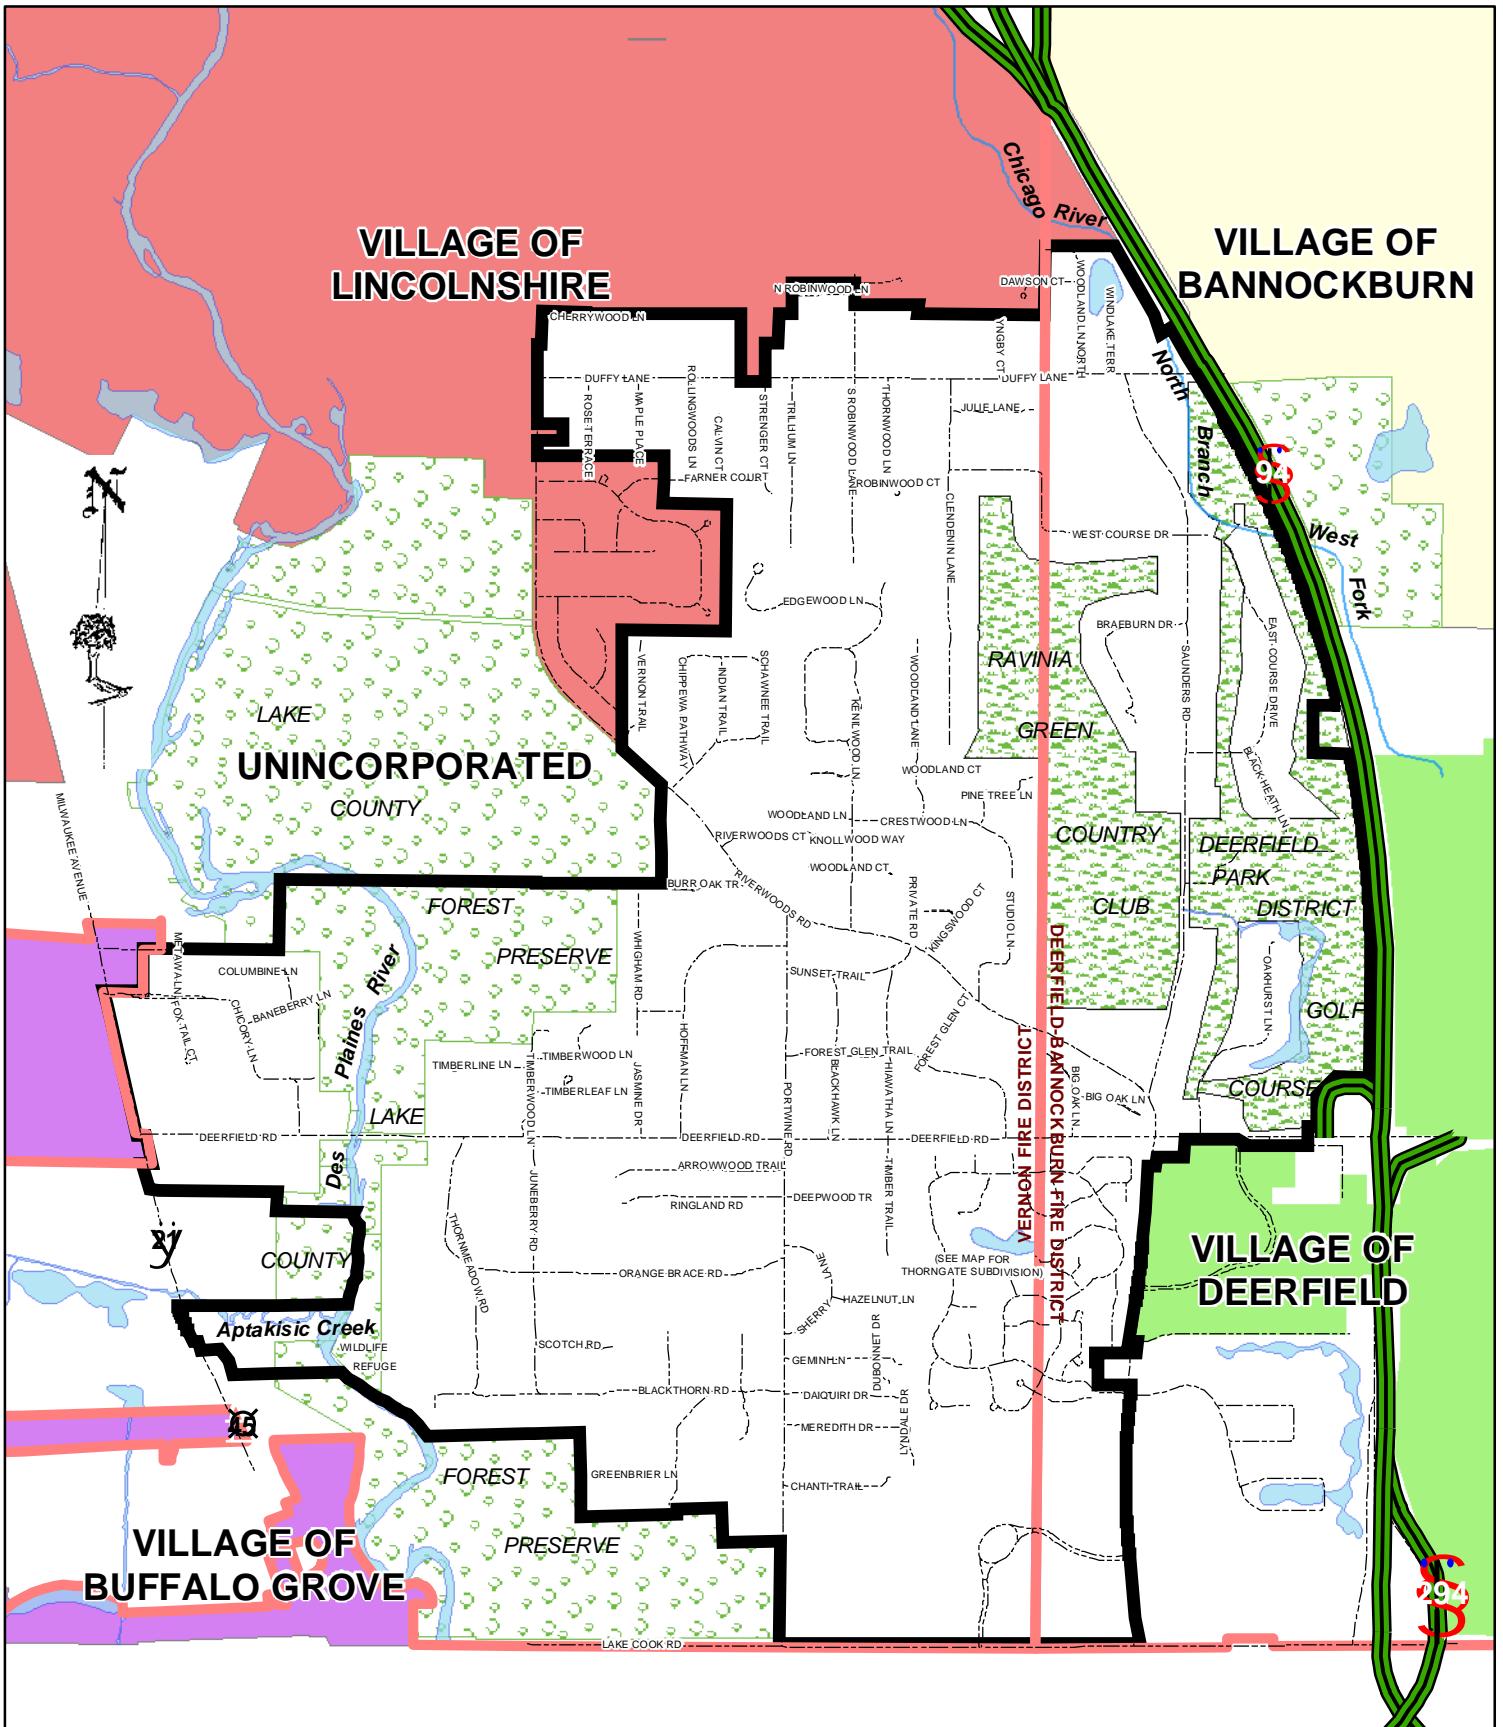 Chicago
River
VILLAGE OF
LINCOLNSHIRE
VILLAGE OF
BANNOCKBURN
N ROBINWOOD LN
DAWSON CT
WOODLAND LN NORTH
WINDLAKE TERR
CHERRYWOOD LN
YNGBY CT
North
DUFFY LANE
DUFFY LANE
ROSE TERRACE
MAPLE PLACE
ROLLINGWOODS LN
CALVIN CT
STRENGER CT
TRILLIUM LN
S ROBINWOOD LANE
THORNWOOD LN
JULIE LANE
Branch
94
FARNER COURT
ROBINWOOD CT
CLENDENIN LANE
WEST COURSE DR
West
Fork
EDGEWOOD LN
BRAEBURN DR
EAST COURSE DRIVE
SAUNDERS RD
RAVINIA
VERNON TRAIL
CHIPPEWA PATHWAY
INDIAN TRAIL
SCHAWNEE TRAIL
KENILWOOD LN
WOODLAND LANE
LAKE
GREEN
UNINCORPORATED
WOODLAND CT
BLACK HEATH LN
COUNTY
PINE TREE LN
MILWAUKEE AVENUE
WOODLAND LN
CRESTWOOD LN
RIVERWOODS CT
KNOLLWOOD WAY
COUNTRY
DEERFIELD
WOODLAND CT
PARK
BURR OAK TR
RIVERWOODS RD
PRIVATE RD
KINGSWOOD CT
STUDIO LN
FOREST
CLUB
DISTRICT
METAWA LN
FOX TAIL CT
COLUMBINE LN
PRESERVE
WHIGHAM RD
SUNSET TRAIL
OAKHURST LN
CHICORY LN
BANEBERRY LN
Plaines River
FOREST GLEN CT
GOLF
VERNON FIRE DISTRICT
DEERFIELD-BANNOCKBURN FIRE DISTRICT
TIMBERLINE LN
TIMBERWOOD LN
TIMBERWOOD LN
TIMBERLEAF LN
JASMINE DR
HOFFMAN LN
PORTWINE RD
FOREST GLEN TRAIL
BLACKHAWK LN
HIAWATHA LN
BIG OAK LN
BIG OAK LN
COURSE
LAKE
DEERFIELD RD
DEERFIELD RD
DEERFIELD RD
Des
ARROWWOOD TRAIL
DEEPWOOD TR
RINGLAND RD
TIMBER TRAIL
JUNEBERRY RD
THORNMEADOW RD
21
COUNTY
VILLAGE OF
DEERFIELD
(SEE MAP FOR
THORNGATE SUBDIVISION)
ORANGE BRACE RD
SHERRY LANE
HAZELNUT LN
Aptakisic Creek
WILDLIFE
REFUGE
SCOTCH RD
GEMINI LN
DUBONNET DR
BLACKTHORN RD
DAIQUIRI DR
45
MEREDITH DR
LYNDALE DR
FOREST
GREENBRIER LN
CHANTI TRAIL
VILLAGE OF
BUFFALO GROVE
PRESERVE
294
LAKE COOK RD